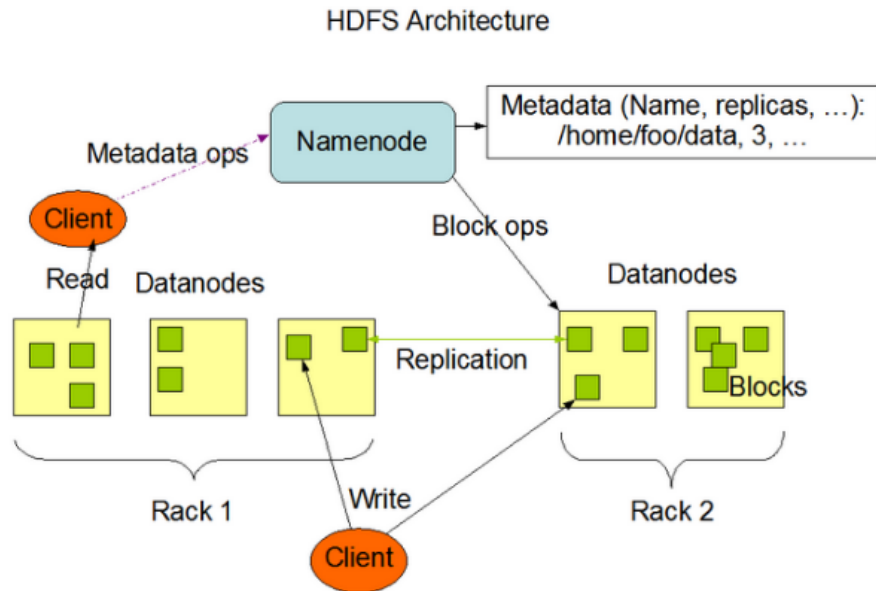 HDFS Architecture
Metadata (Name, replicas, …):
/home/foo/data, 3, …
Namenode
Metadata ops
Client
Block ops
Read
Datanodes
Datanodes
Replication
Blocks
Rack 1
Write
Rack 2
Client